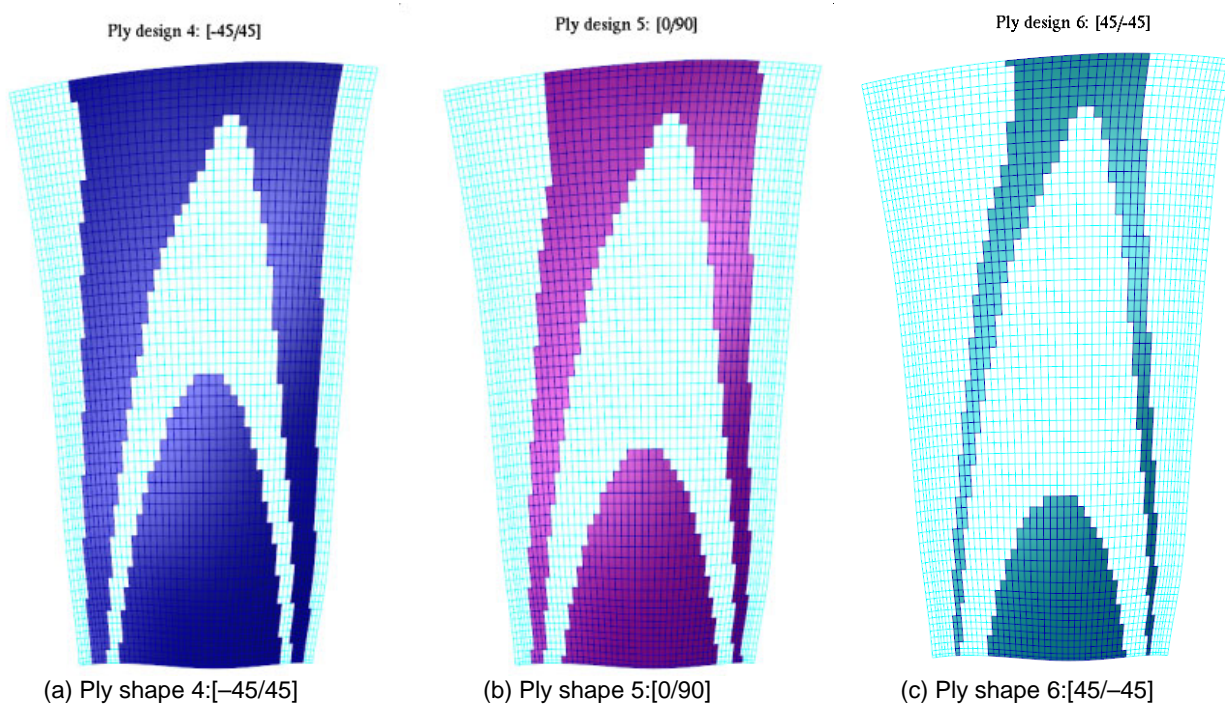 Ply design 4: [-45/45]
Ply design 5: [0/90]
Ply design 6: [45/-45]
(a) Ply shape 4:[–45/45]
(b) Ply shape 5:[0/90]
(c) Ply shape 6:[45/–45]